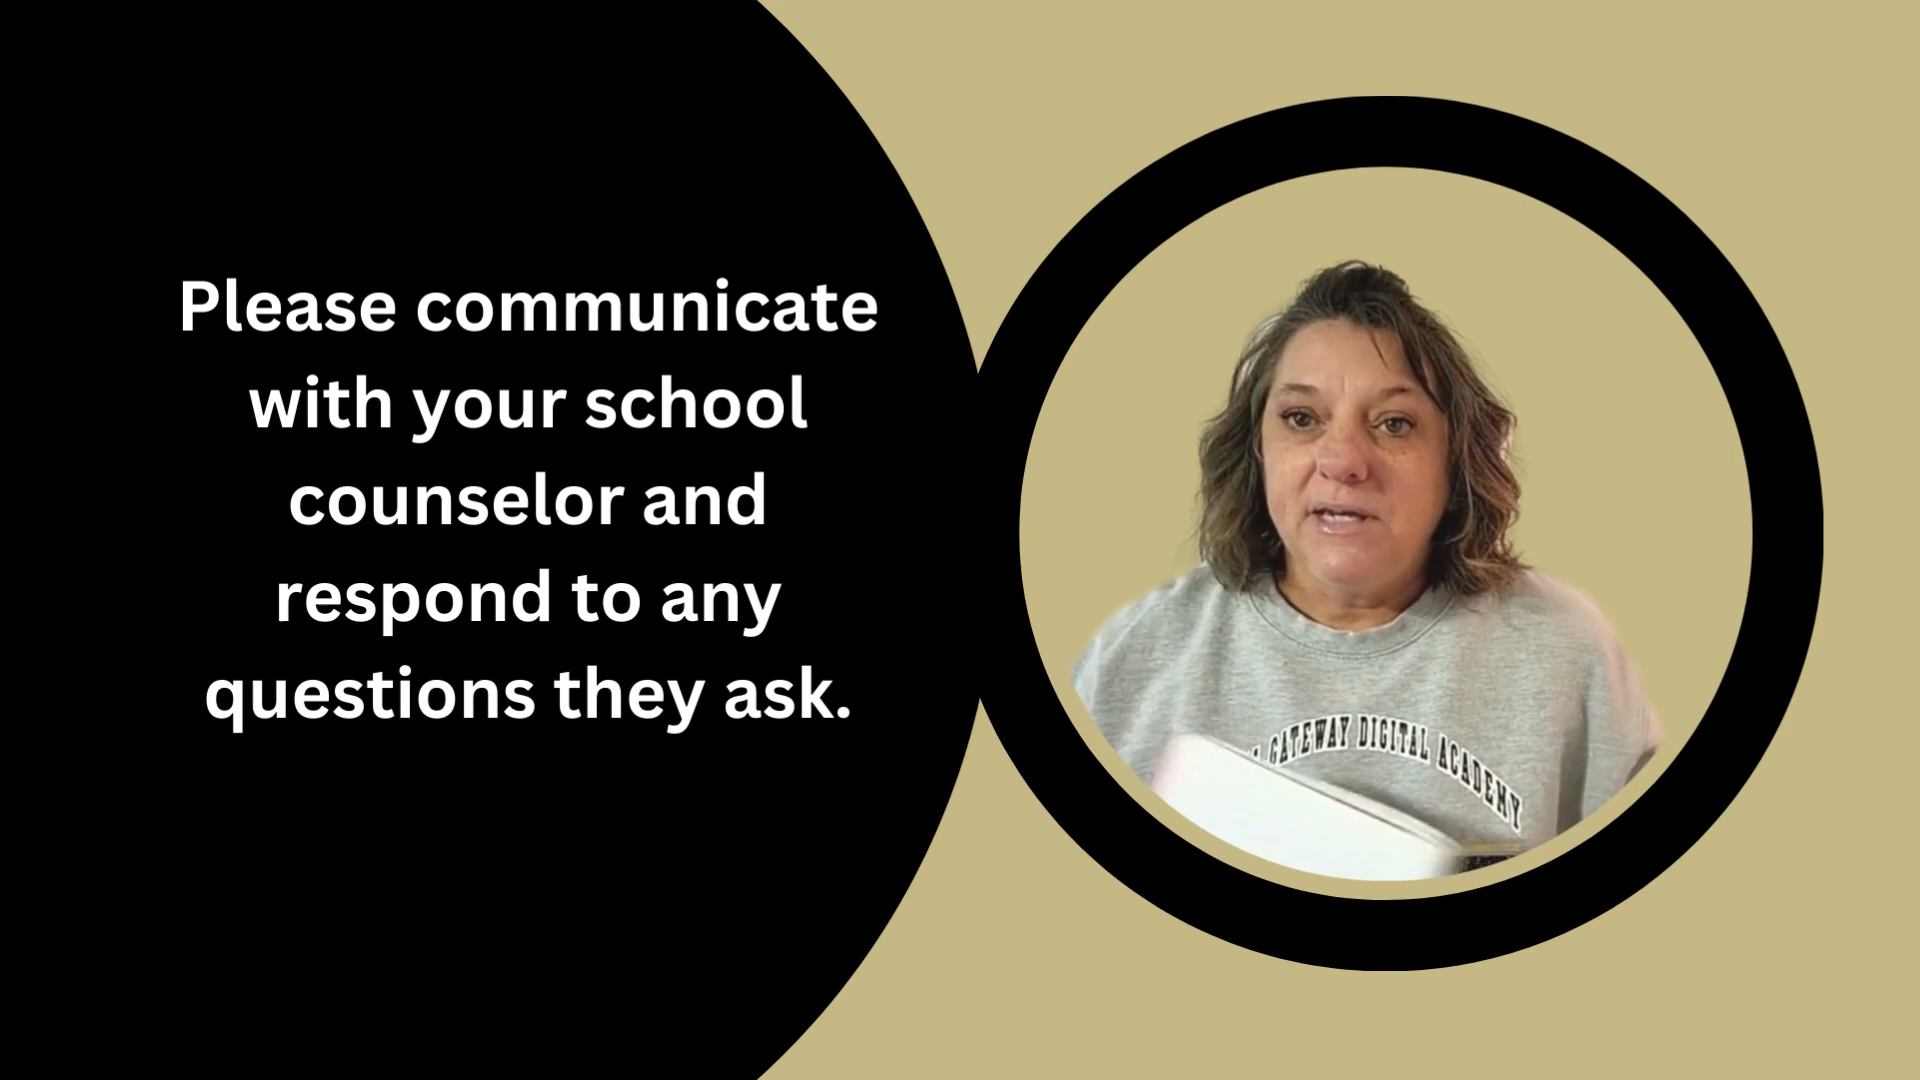 Please communicate
with your school
counselor and
respond to any
questions they ask.
GATEWAY DIGITAL ACADEMY